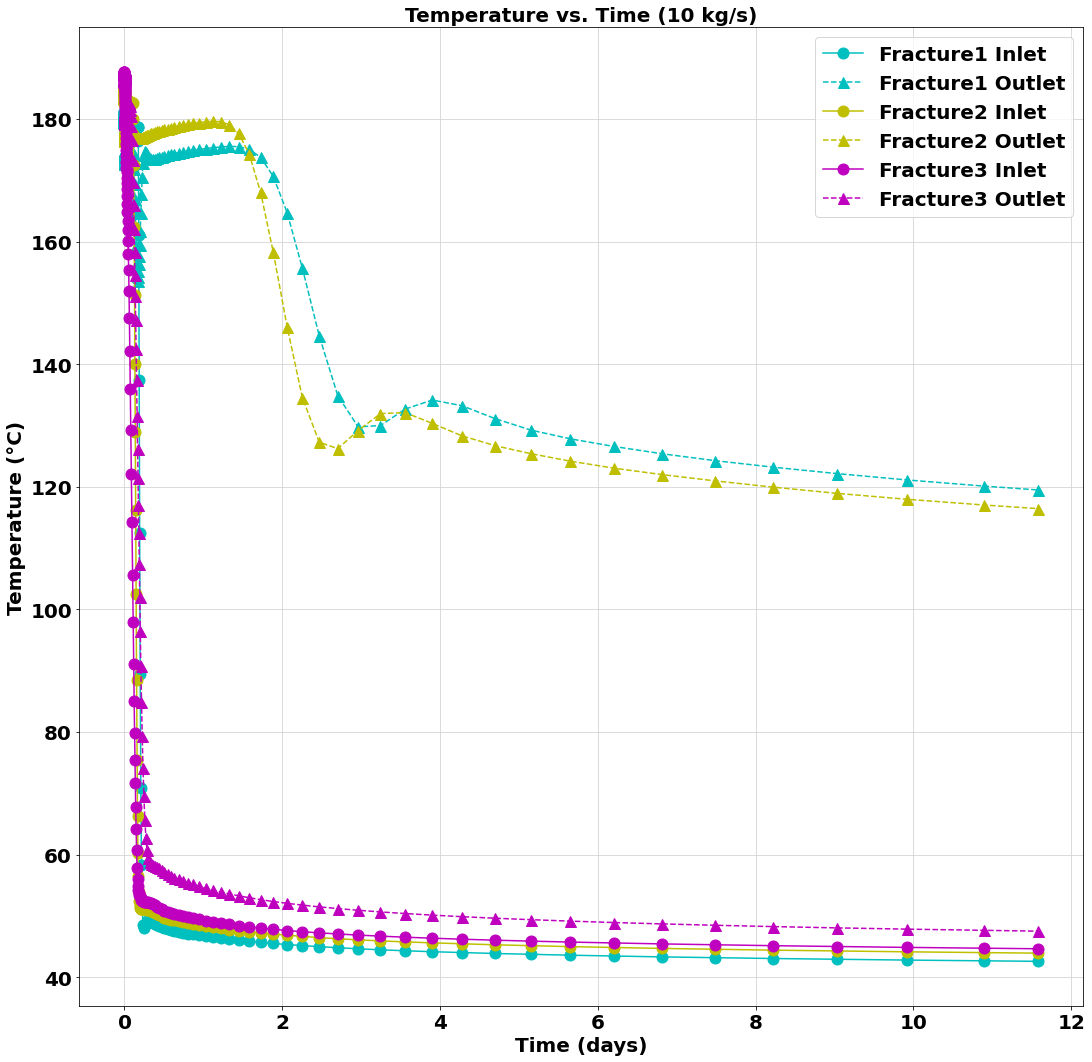 Temperature vs. Time (10 kg/s)
Fracture1 Inlet
Fracture1 Outlet
Fracture2 Inlet
Fracture2 Outlet
Fracture3 Inlet
Fracture3 Outlet
Temperature (°C)
180
160
140
120
100
80
60
40
0 2 4 6 8 10 12
Time (days)